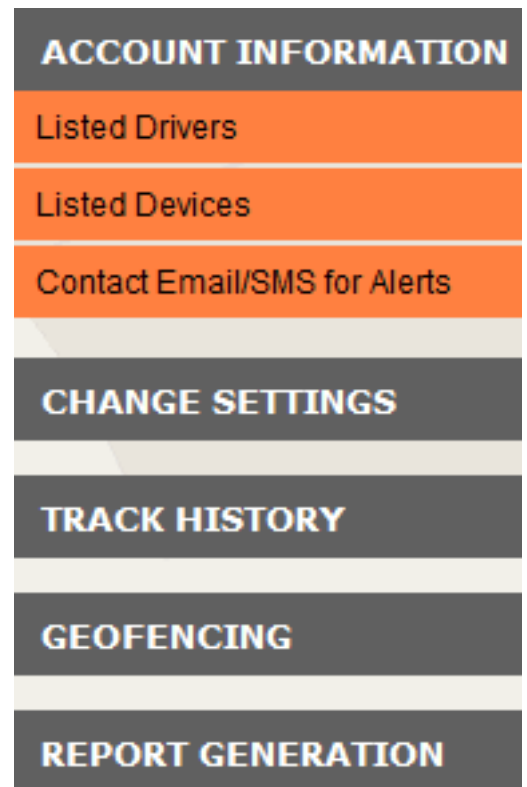 ACCOUNT INFORMATION
Listed Drivers
Listed Devices
Contact Email/SMS for Alerts
CHANGE SETTINGS
TRACK HISTORY
GEOFENCING
REPORT GENERATION